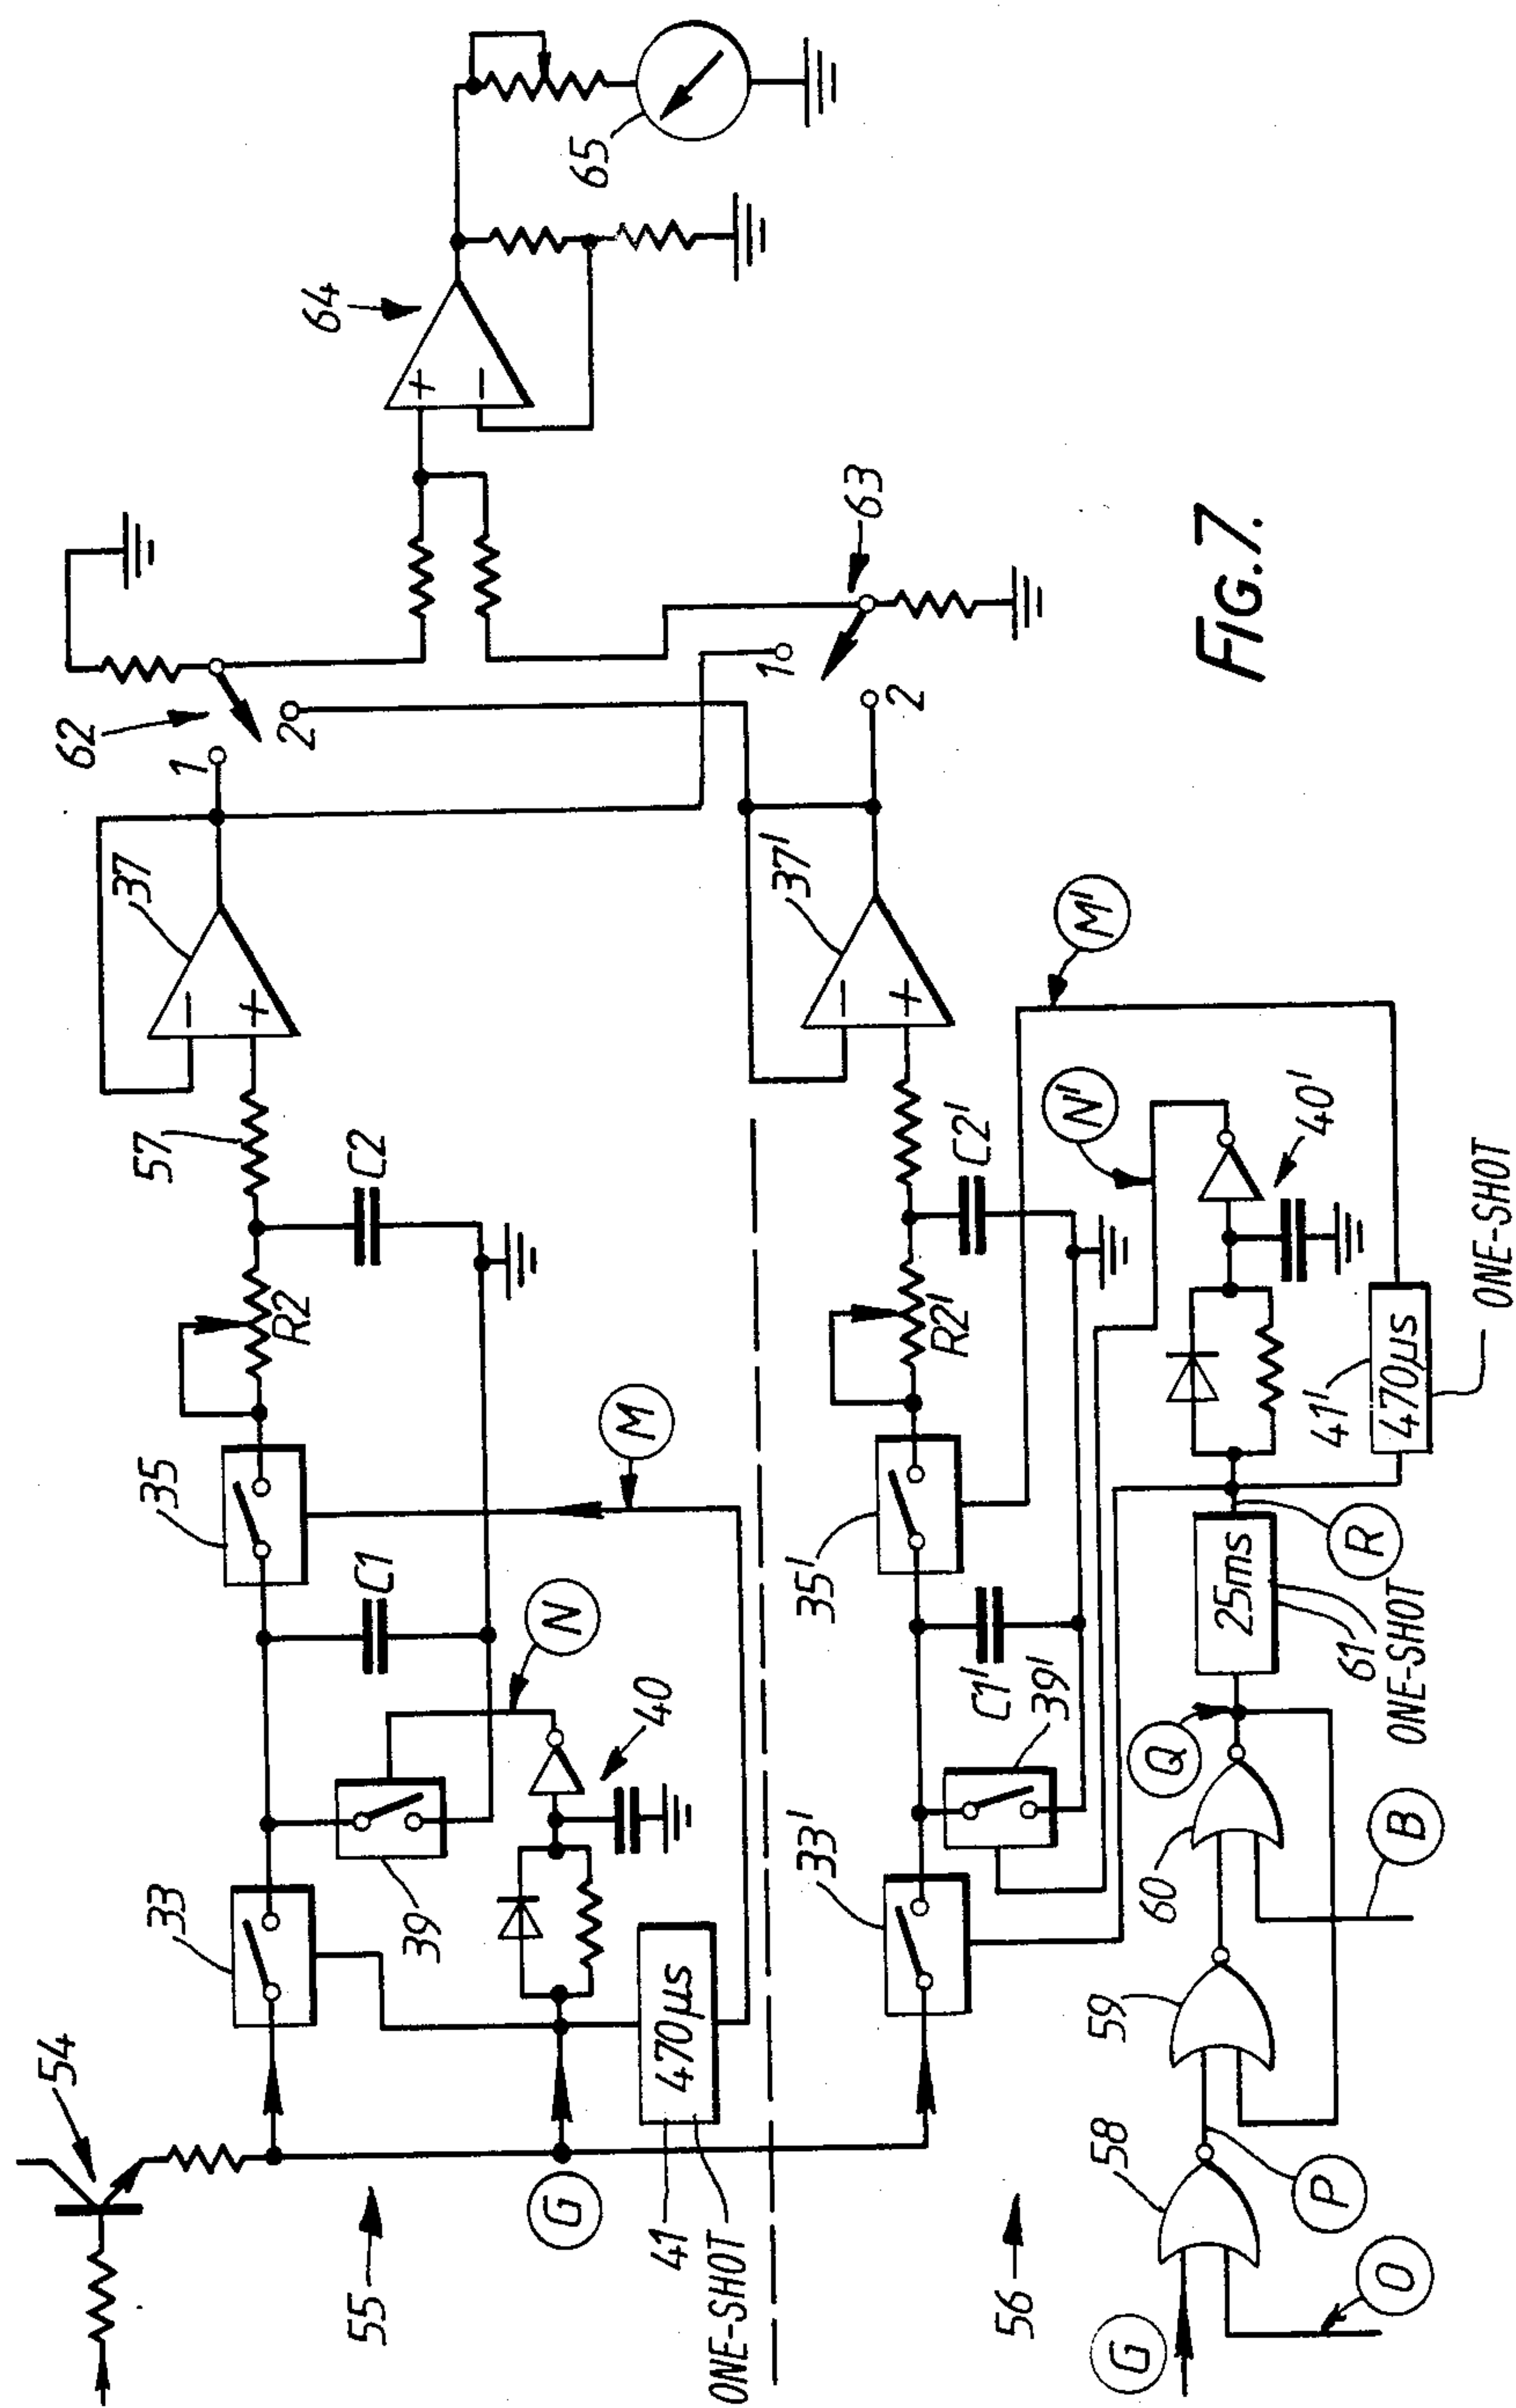 54
33
35
R2
57
37
62
1
2
64
65
C1
C2
39
N
40
M
55
G
41
470µs
ONE-SHOT
33'
35'
R2'
37'
1
2
63
C1'
C2'
39'
N'
M'
40'
56
G
O
58
P
59
60
B
Q
25ms
61
ONE-SHOT
R
41'
470µs
ONE-SHOT
+
−
+
−
+
−
FIG. 7.